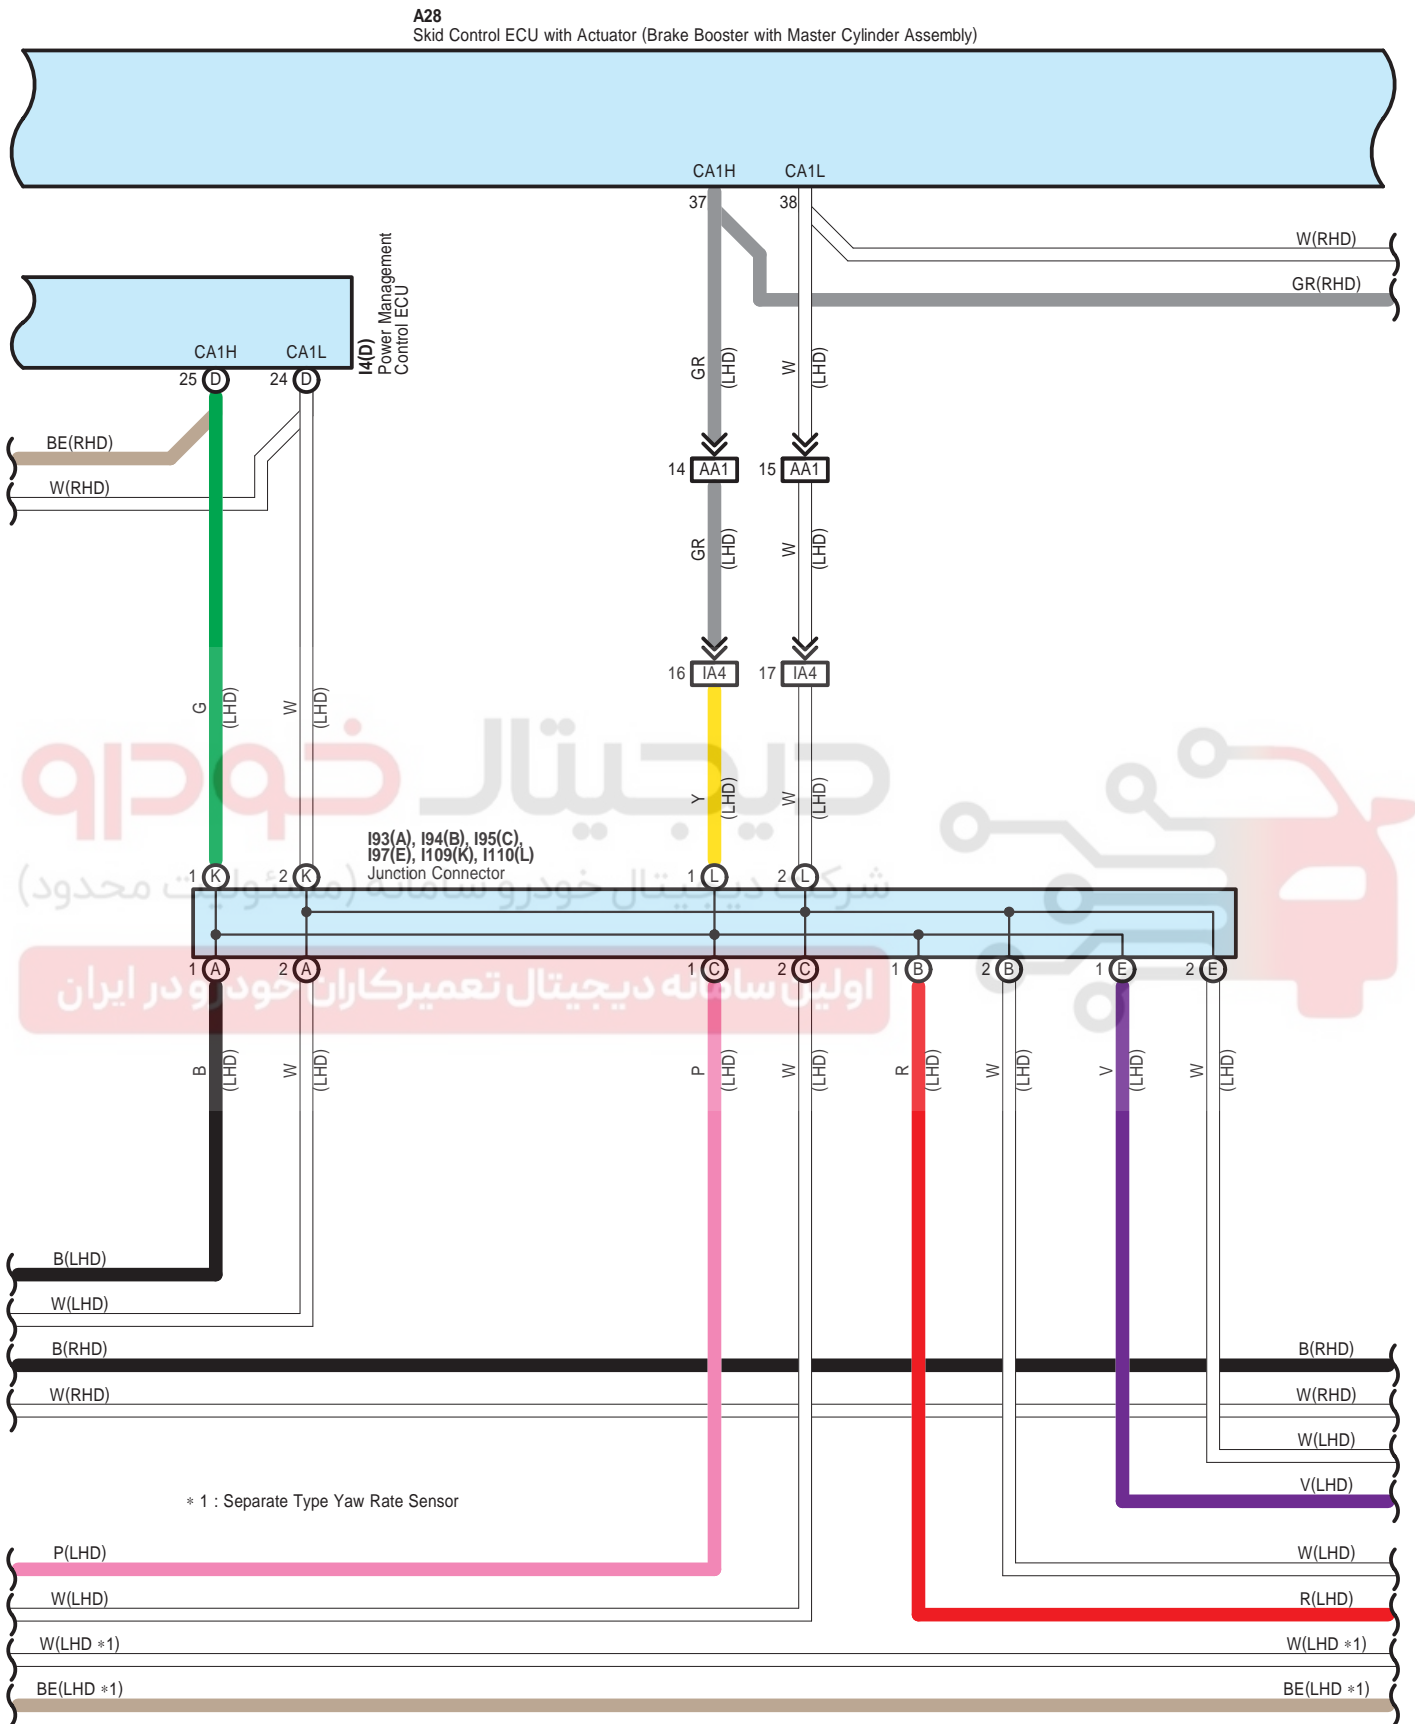 A28
Skid Control ECU with Actuator (Brake Booster with Master Cylinder Assembly)
CA1H CA1L
37 38
W(RHD)
GR(RHD)
I4(D)
Power Management
Control ECU
CA1H CA1L
25 D 24 D
BE(RHD)
W(RHD)
GR (LHD) W (LHD)
14 AA1 15 AA1
GR (LHD) W (LHD)
16 IA4 17 IA4
G (LHD) W (LHD)
Y (LHD) W (LHD)
دیجیتال خودرو
شرکت دیجیتال خودرو سامانه (مسئولیت محدود)
اولین سامانه دیجیتال تعمیرکاران خودرو در ایران
I93(A), I94(B), I95(C),
I97(E), I109(K), I110(L)
Junction Connector
1 K 2 K 1 L 2 L
1 A 2 A 1 C 2 C 1 B 2 B 1 E 2 E
B (LHD) W (LHD) P (LHD) W (LHD) R (LHD) W (LHD) V (LHD) W (LHD)
B(LHD)
W(LHD)
B(RHD) B(RHD)
W(RHD) W(RHD)
W(LHD)
V(LHD)
* 1 : Separate Type Yaw Rate Sensor
P(LHD) W(LHD)
W(LHD) R(LHD)
W(LHD *1) W(LHD *1)
BE(LHD *1) BE(LHD *1)